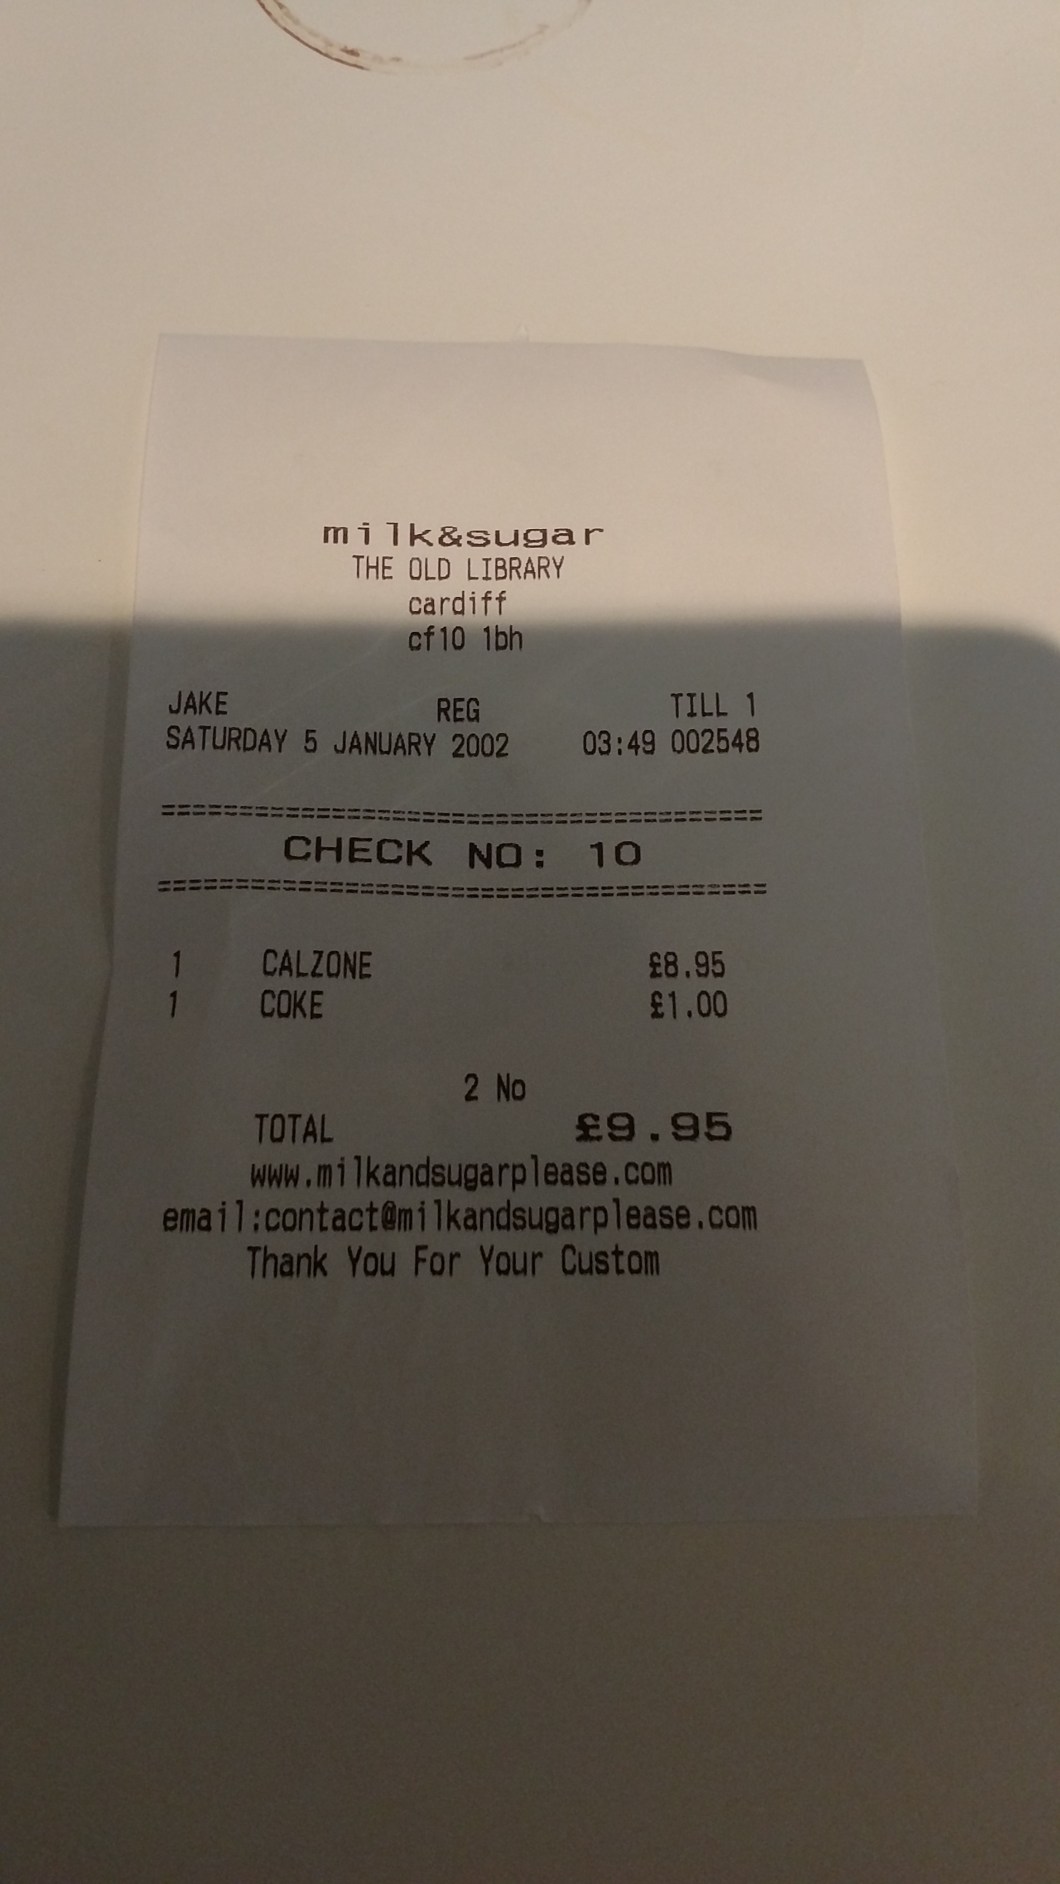 milk&sugar
THE OLD LIBRARY
cardiff
cf10 1bh
JAKE REG TILL 1
SATURDAY 5 JANUARY 2002 03:49 002548
========================================
CHECK NO: 10
========================================
1 CALZONE £8.95
1 COKE £1.00
2 No
TOTAL £9.95
www.milkandsugarplease.com
email:contact@milkandsugarplease.com
Thank You For Your Custom